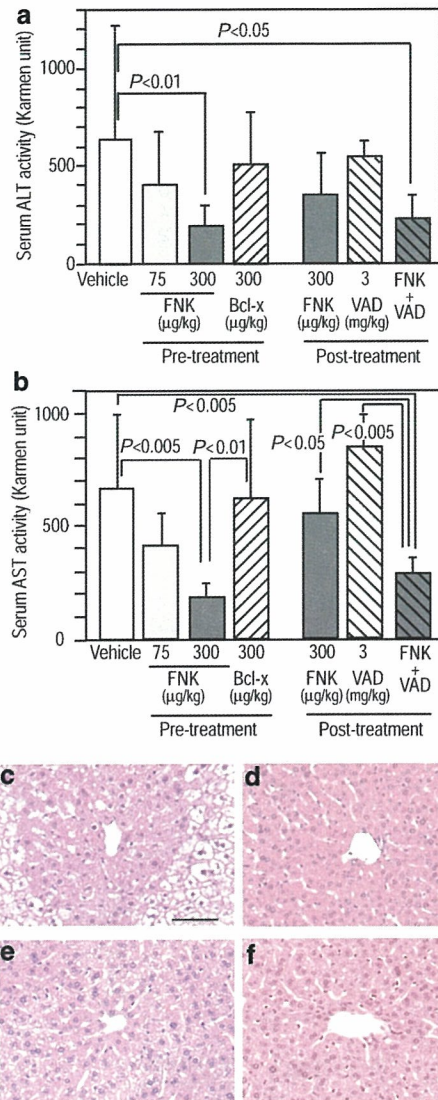 a
Serum ALT activity (Karmen unit)
1000
500
0
P<0.05
P<0.01
Vehicle 75 300 300 300 3 FNK
FNK Bcl-x FNK VAD +
(µg/kg) (µg/kg) (µg/kg) (mg/kg) VAD
Pre-treatment Post-treatment
b
Serum AST activity (Karmen unit)
1000
500
0
P<0.005
P<0.005 P<0.01 P<0.05 P<0.005
Vehicle 75 300 300 300 3 FNK
FNK Bcl-x FNK VAD +
(µg/kg) (µg/kg) (µg/kg) (mg/kg) VAD
Pre-treatment Post-treatment
c d
e f